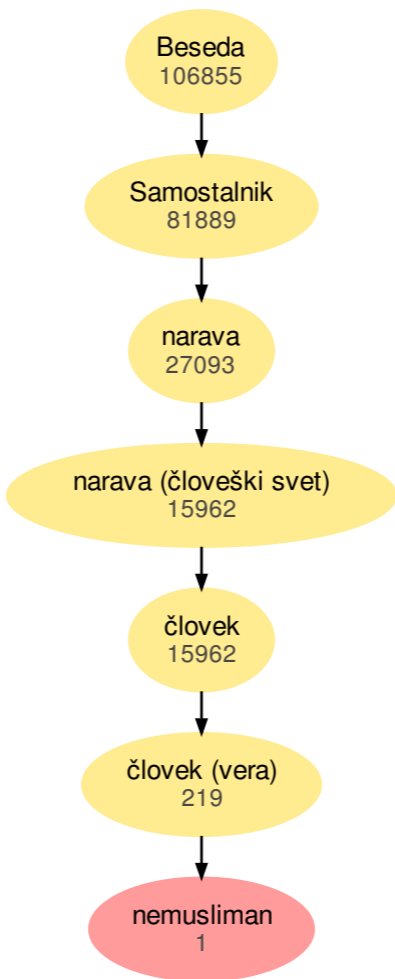 Beseda
106855
Samostalnik
81889
narava
27093
narava (človeški svet)
15962
človek
15962
človek (vera)
219
nemusliman
1